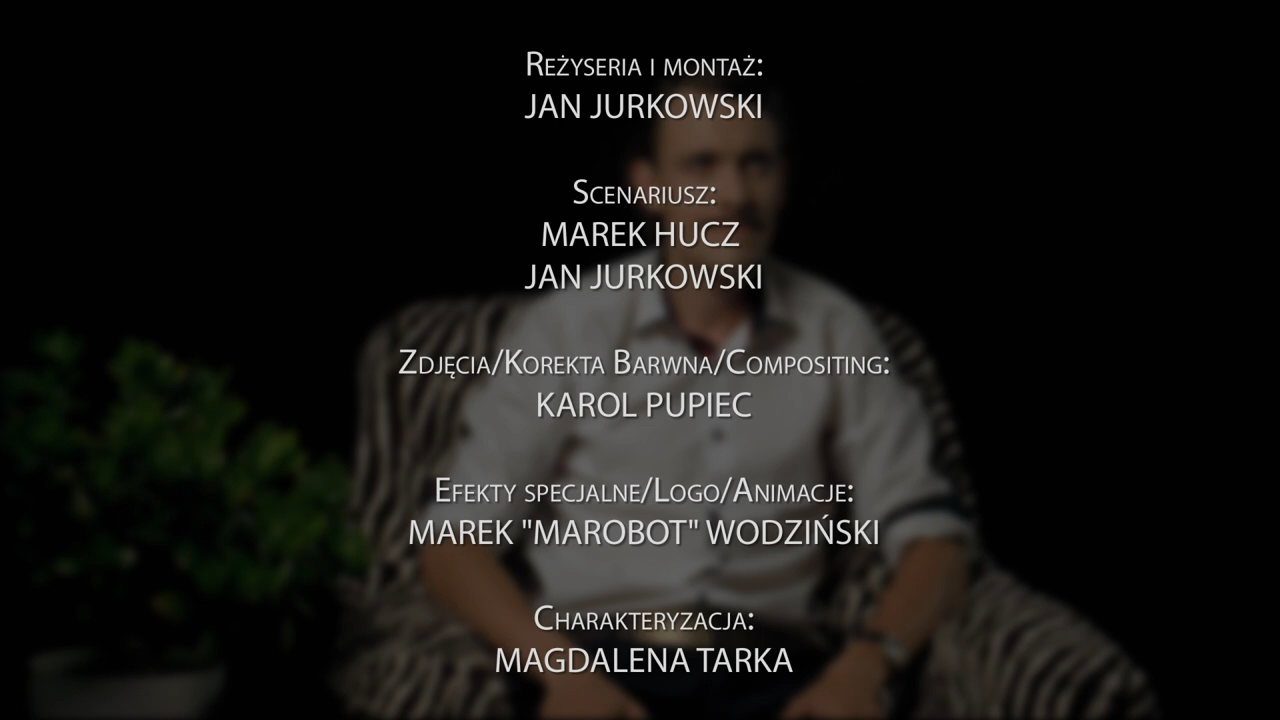 Reżyseria i montaż:
JAN JURKOWSKI
Scenariusz:
MAREK HUCZ
JAN JURKOWSKI
Zdjęcia/Korekta Barwna/Compositing:
KAROL PUPIEC
Efekty specjalne/Logo/Animacje:
MAREK "MAROBOT" WODZIŃSKI
Charakteryzacja:
MAGDALENA TARKA